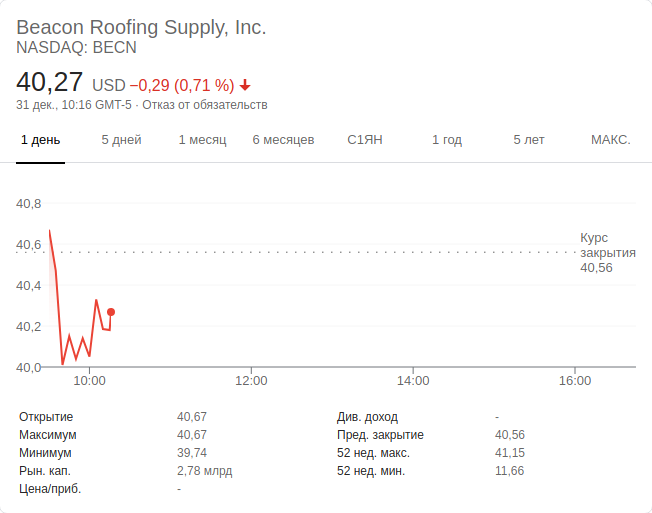 Beacon Roofing Supply, Inc.
NASDAQ: BECN
40,27 USD −0,29 (0,71 %)
31 дек., 10:16 GMT-5 · Отказ от обязательств
1 день 5 дней 1 месяц 6 месяцев С1ЯН 1 год 5 лет МАКС.
40,8
40,6
40,4
40,2
40,0
Курс
закрытия
40,56
10:00 12:00 14:00 16:00
Открытие 40,67 Див. доход -
Максимум 40,67 Пред. закрытие 40,56
Минимум 39,74 52 нед. макс. 41,15
Рын. кап. 2,78 млрд 52 нед. мин. 11,66
Цена/приб. -